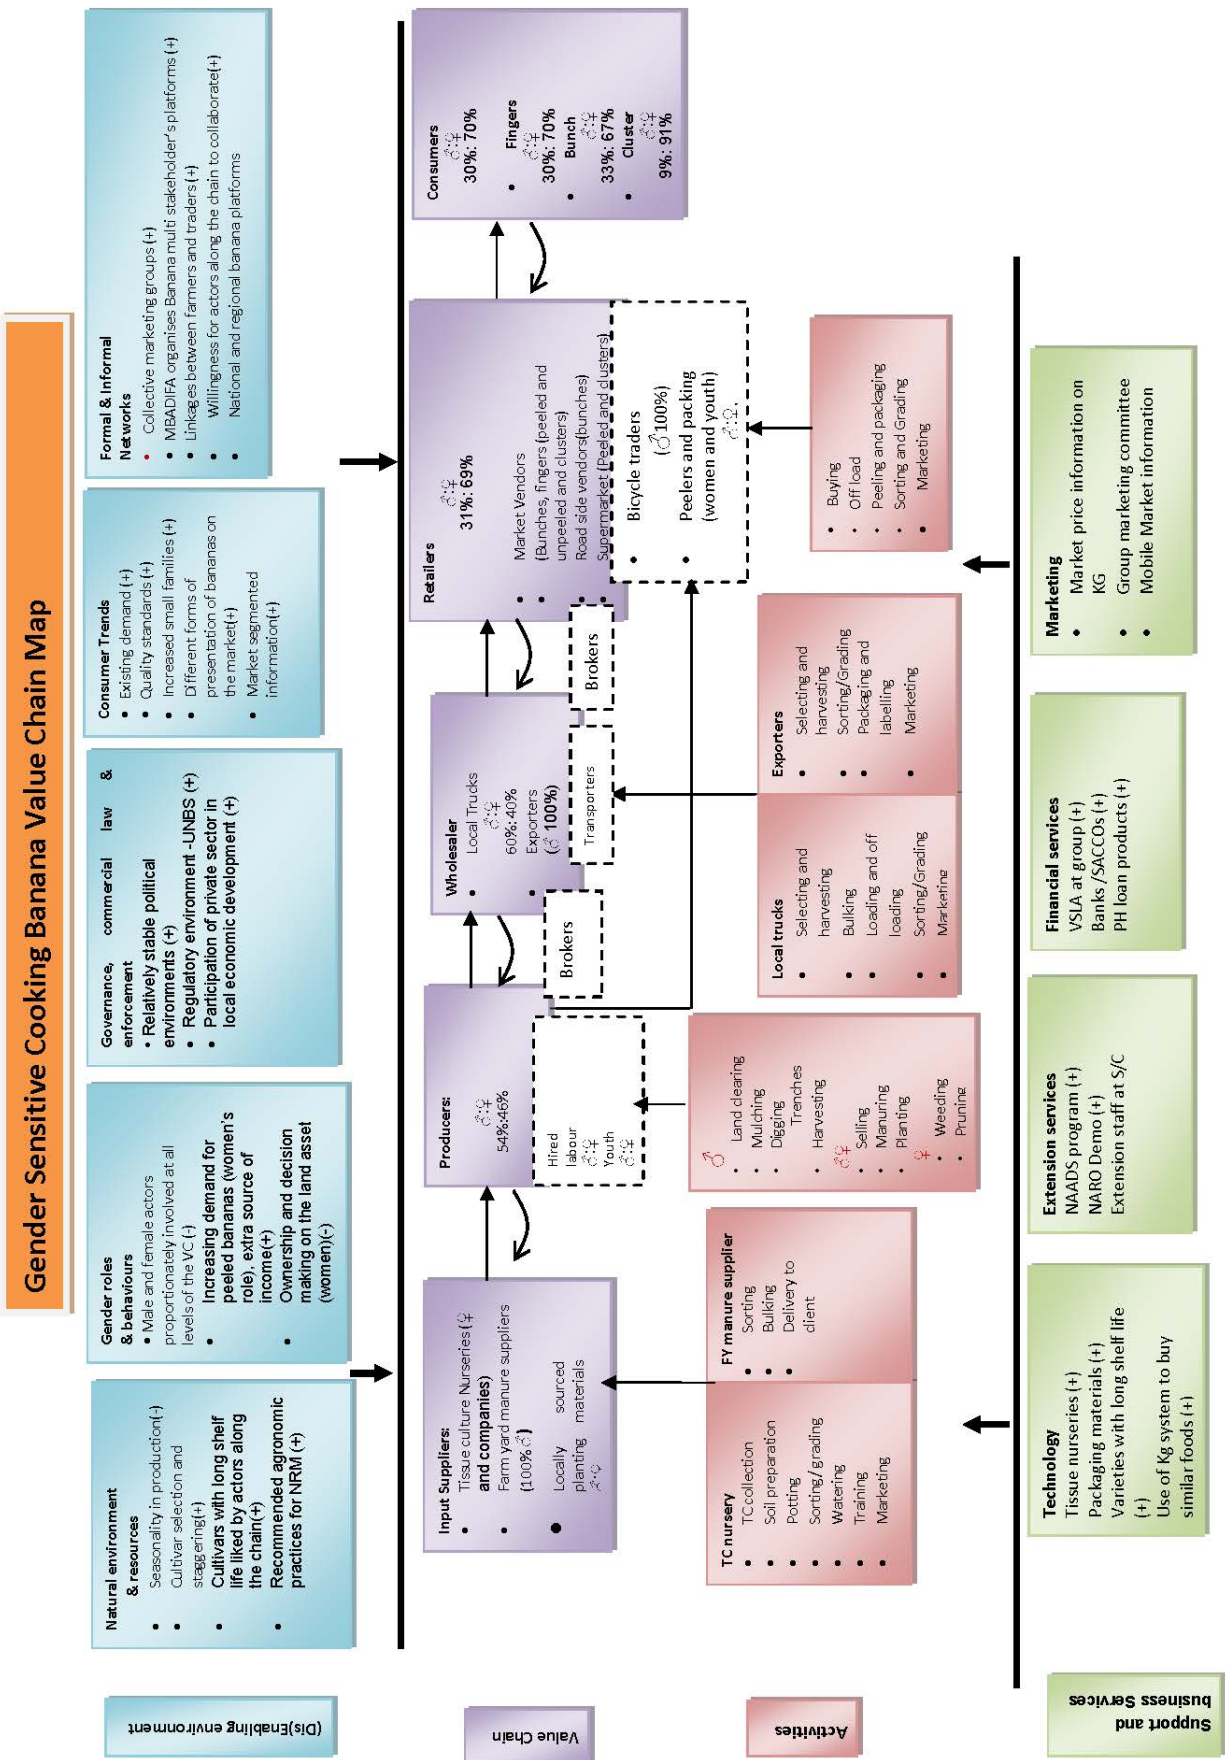 Gender Sensitive Cooking Banana Value Chain Map
(Dis)Enabling environment
Natural environment
& resources
• Seasonality in production(-)
• Cultivar selection and
staggering(+)
• Cultivars with long shelf
life liked by actors along
the chain(+)
• Recommended agronomic
practices for NRM (+)
Gender roles
& behaviours
• Male and female actors
proportionately involved at all
levels of the VC (-)
• Increasing demand for
peeled bananas (women's
role), extra source of
income(+)
• Ownership and decision
making on the land asset
(women)(-)
Governance, commercial law &
enforcement
• Relatively stable political
environments (+)
• Regulatory environment -UNBS (+)
• Participation of private sector in
local economic development (+)
Consumer Trends
• Existing demand (+)
• Quality standards (+)
• Increased small families (+)
• Different forms of
presentation of bananas on
the market(+)
• Market segmented
information(+)
Formal & Informal
Networks
• Collective marketing groups (+)
• MBADIFA organises Banana multi stakeholder's platforms (+)
• Linkages between farmers and traders (+)
• Willingness for actors along the chain to collaborate(+)
• National and regional banana platforms
Value Chain
Input Suppliers:
• Tissue culture Nurseries (♀
and companies)
• Farm yard manure suppliers
(100%♂)
• Locally sourced
planting materials
♂:♀
Producers:
♂:♀
54%:46%
Hired
labour
♂:♀
Youth
♂:♀
Brokers
Wholesaler
• Local Trucks
♂:♀
60%: 40%
• Exporters
(♂ 100%)
Transporters
Brokers
Retailers
♂:♀
31%: 69%
• Market Vendors
• (Bunches, fingers (peeled and
unpeeled and clusters)
• Road side vendors(bunches)
• Supermarket (Peeled and clusters)
• Bicycle traders
(♂100%)
• Peelers and packing
(women and youth)
♂:♀.
Consumers
♂:♀
30%: 70%
• Fingers
♂:♀
30%: 70%
• Bunch
♂:♀
33%: 67%
• Cluster
♂:♀
9%: 91%
Activities
TC nursery
• TC collection
• Soil preparation
• Potting
• Sorting/ grading
• Watering
• Training
• Marketing
FY manure supplier
• Sorting
• Bulking
• Delivery to
client
♂
• Land clearing
• Mulching
• Digging
Trenches
• Harvesting
♂♀
• Selling
• Manuring
• Planting
♀
• Weeding
• Pruning
Local trucks
• Selecting and
harvesting
• Bulking
• Loading and off
loading
• Sorting/Grading
• Marketing
Exporters
• Selecting and
harvesting
• Sorting/Grading
• Packaging and
labelling
• Marketing
• Buying
• Off load
• Peeling and packaging
• Sorting and Grading
• Marketing
Support and
business Services
Technology
Tissue nurseries (+)
Packaging materials (+)
Varieties with long shelf life
(+)
Use of Kg system to buy
similar foods (+)
Extension services
NAADS program (+)
NARO Demo (+)
Extension staff at S/C
Financial services
VSLA at group (+)
Banks /SACCOs (+)
PH loan products (+)
Marketing
• Market price information on
KG
• Group marketing committee
• Mobile Market information